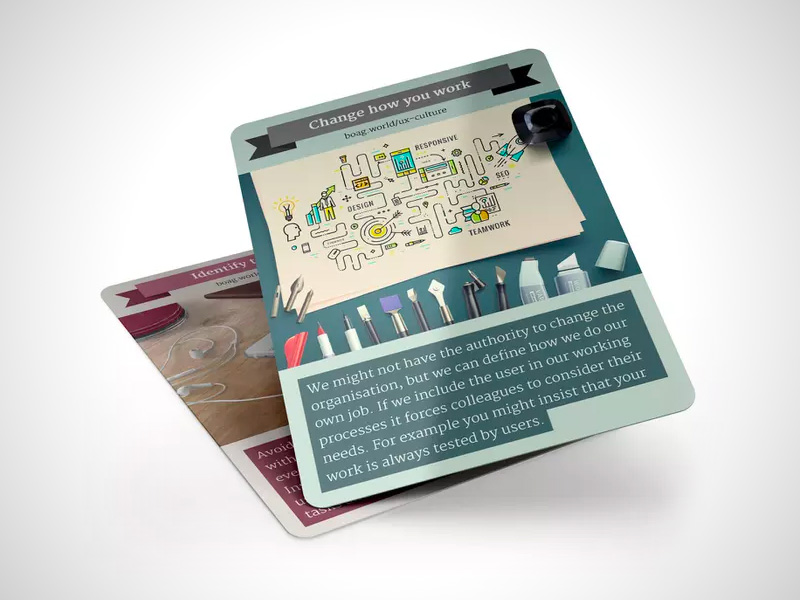 Change how you work
boag.world/ux-culture
RESPONSIVE
SEO
DESIGN
TEAMWORK
We might not have the authority to change the
organisation, but we can define how we do our
own job. If we include the user in our working
processes it forces colleagues to consider their
needs. For example you might insist that your
work is always tested by users.
Identify
boag.world
Avoid
with